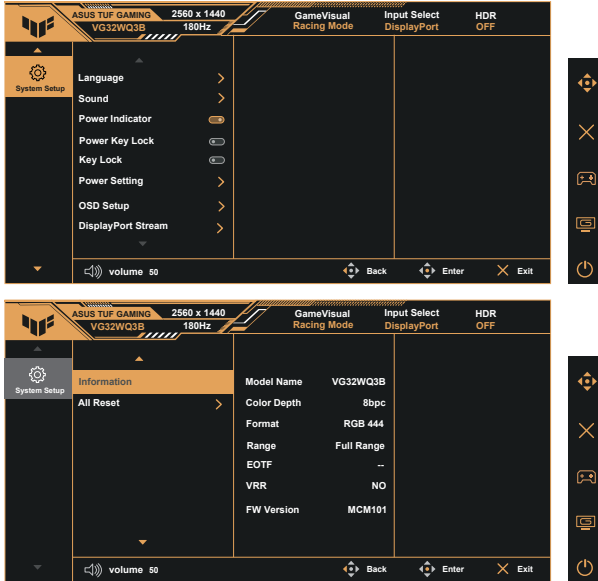 ASUS TUF GAMING 2560 x 1440 GameVisual Input Select HDR
VG32WQ3B 180Hz Racing Mode DisplayPort OFF
System Setup
Language
Sound
Power Indicator
Power Key Lock
Key Lock
Power Setting
OSD Setup
DisplayPort Stream
volume 50 Back Enter Exit
ASUS TUF GAMING 2560 x 1440 GameVisual Input Select HDR
VG32WQ3B 180Hz Racing Mode DisplayPort OFF
System Setup
Information Model Name VG32WQ3B
All Reset Color Depth 8bpc
Format RGB 444
Range Full Range
EOTF --
VRR NO
FW Version MCM101
volume 50 Back Enter Exit